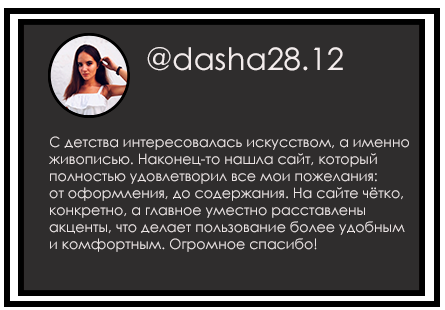 @dasha28.12
С детства интересовалась искусством, а именно
живописью. Наконец-то нашла сайт, который
полностью удовлетворил все мои пожелания:
от оформления, до содержания. На сайте чётко,
конкретно, а главное уместно расставлены
акценты, что делает пользование более удобным
и комфортным. Огромное спасибо!